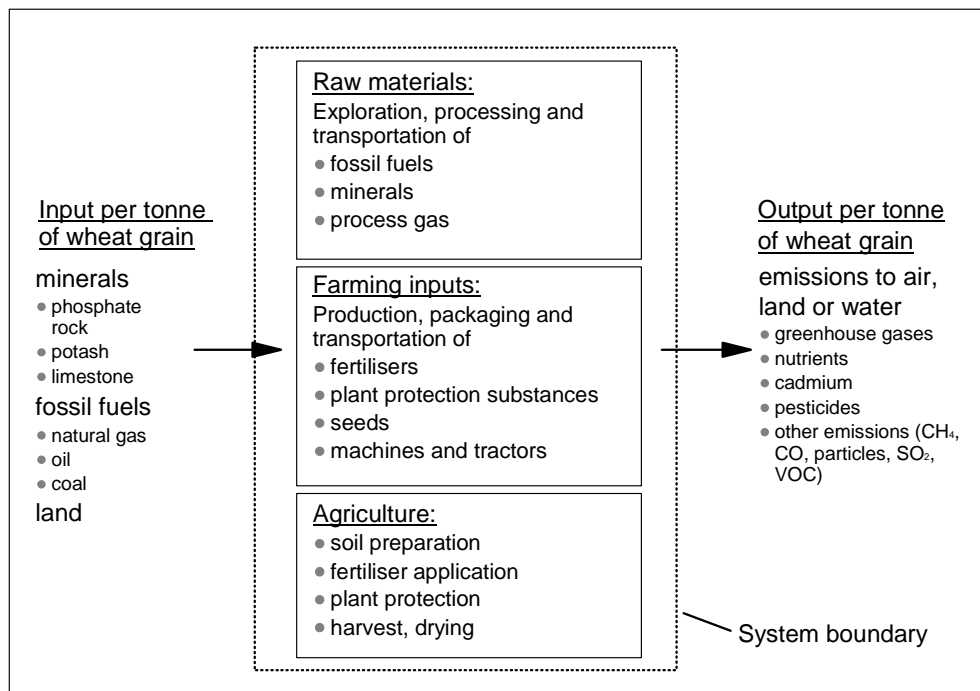 Input per tonne
of wheat grain
minerals
• phosphate
rock
• potash
• limestone
fossil fuels
• natural gas
• oil
• coal
land
Raw materials:
Exploration, processing and
transportation of
• fossil fuels
• minerals
• process gas
Farming inputs:
Production, packaging and
transportation of
• fertilisers
• plant protection substances
• seeds
• machines and tractors
Agriculture:
• soil preparation
• fertiliser application
• plant protection
• harvest, drying
Output per tonne
of wheat grain
emissions to air,
land or water
• greenhouse gases
• nutrients
• cadmium
• pesticides
• other emissions (CH₄,
CO, particles, SO₂,
VOC)
System boundary